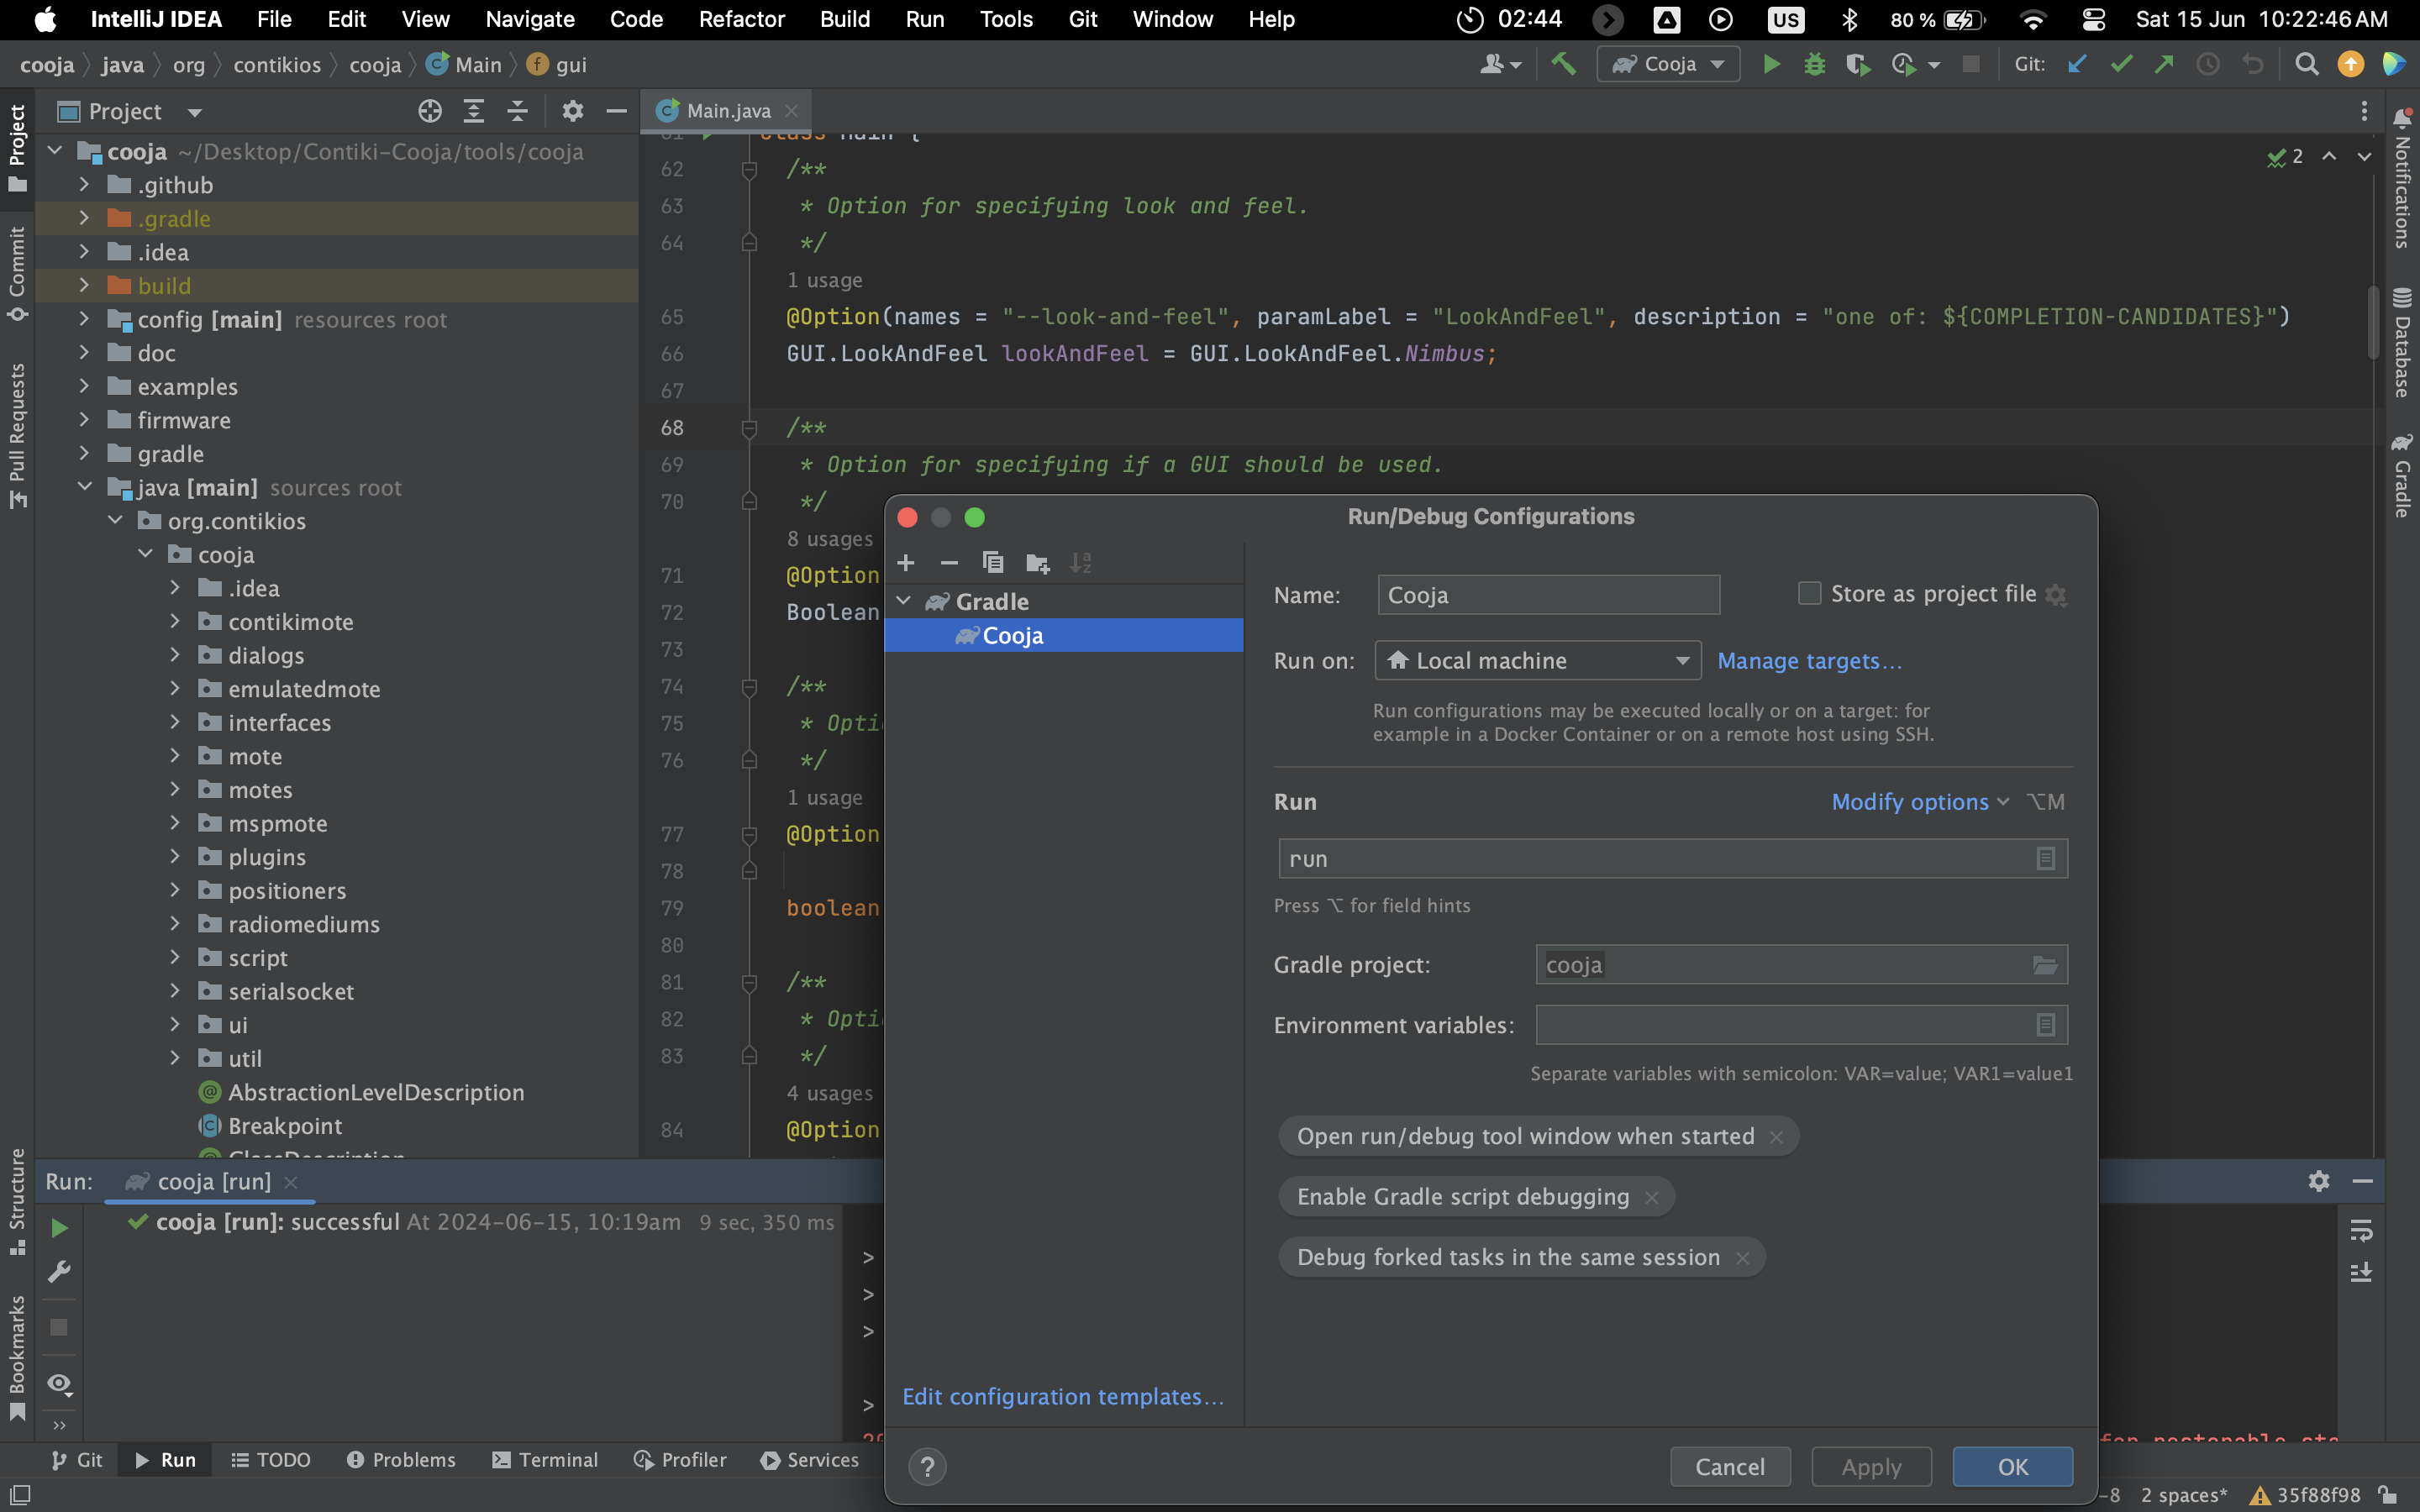 IntelliJ IDEA File Edit View Navigate Code Refactor Build Run Tools Git Window Help 02:44 US 80 % Sat 15 Jun 10:22:46 AM
cooja java org contikios cooja Main gui Cooja Git:
Project Main.java
cooja ~/Desktop/Contiki-Cooja/tools/cooja
.github
.gradle
.idea
build
config [main] resources root
doc
examples
firmware
gradle
java [main] sources root
org.contikios
cooja
.idea
contikimote
dialogs
emulatedmote
interfaces
mote
motes
mspmote
plugins
positioners
radiomediums
script
serialsocket
ui
util
AbstractionLevelDescription
Breakpoint
ClassDescription
Project
Commit
Pull Requests
Structure
Bookmarks
2
61 class Main {
62 /**
63 * Option for specifying look and feel.
64 */
1 usage
65 @Option(names = "--look-and-feel", paramLabel = "LookAndFeel", description = "one of: ${COMPLETION-CANDIDATES}")
66 GUI.LookAndFeel lookAndFeel = GUI.LookAndFeel.Nimbus;
67
68 /**
69 * Option for specifying if a GUI should be used.
70 */
8 usages
71 @Option
72 Boolean
73
74 /**
75 * Opti
76 */
1 usage
77 @Option
78
79 boolean
80
81 /**
82 * Opti
83 */
4 usages
84 @Option
Notifications
Database
Gradle
Run/Debug Configurations
Gradle
Cooja
Edit configuration templates...
Name: Cooja Store as project file
Run on: Local machine Manage targets...
Run configurations may be executed locally or on a target: for
example in a Docker Container or on a remote host using SSH.
Run Modify options ⌥M
run
Press ⌥ for field hints
Gradle project: cooja
Environment variables:
Separate variables with semicolon: VAR=value; VAR1=value1
Open run/debug tool window when started
Enable Gradle script debugging
Debug forked tasks in the same session
? Cancel Apply OK
Run: cooja [run]
cooja [run]: successful At 2024-06-15, 10:19am 9 sec, 350 ms
>
>
>
>
Git Run TODO Problems Terminal Profiler Services
-8 2 spaces* 35f88f98